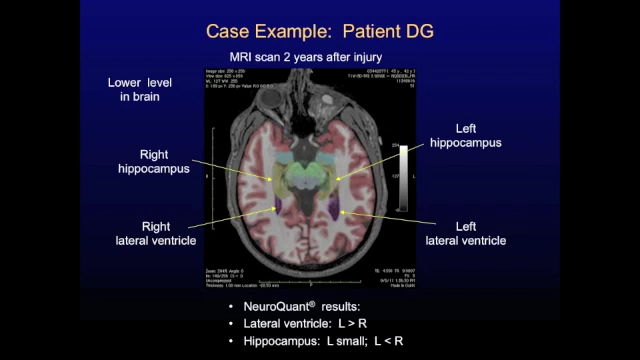 Case Example: Patient DG
MRI scan 2 years after injury
Lower level
in brain
Left
hippocampus
Right
hippocampus
Right
lateral ventricle
Left
lateral ventricle
• NeuroQuant® results:
• Lateral ventricle: L > R
• Hippocampus: L small; L < R